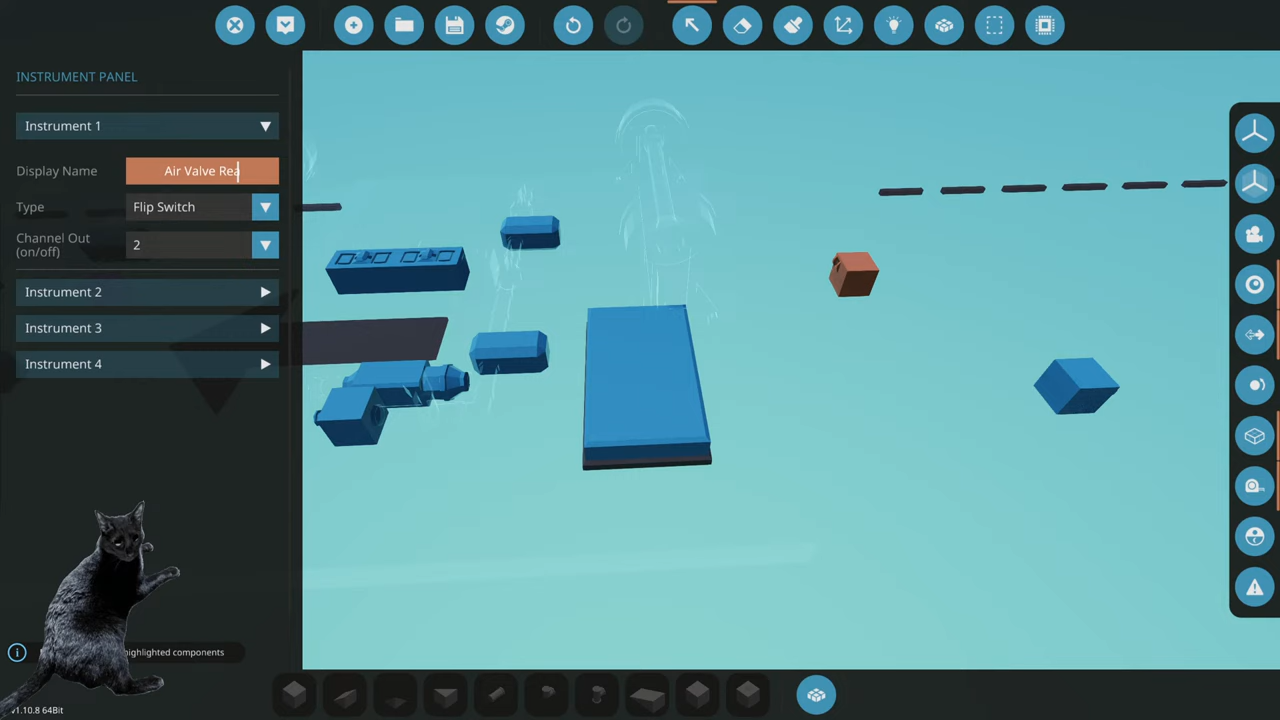 INSTRUMENT PANEL
Instrument 1
Display Name
Air Valve Rea
Type
Flip Switch
Channel Out
(on/off)
2
Instrument 2
Instrument 3
Instrument 4
highlighted components
v1.10.8 64Bit